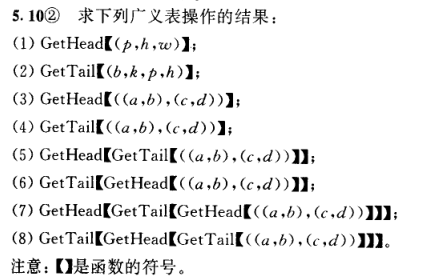 5.10② 求下列广义表操作的结果：
(1) GetHead【(p,h,w)】；
(2) GetTail【(b,k,p,h)】；
(3) GetHead【((a,b),(c,d))】；
(4) GetTail【((a,b),(c,d))】；
(5) GetHead【GetTail【((a,b),(c,d))】】；
(6) GetTail【GetHead【((a,b),(c,d))】】；
(7) GetHead【GetTail【GetHead【((a,b),(c,d))】】】；
(8) GetTail【GetHead【GetTail【((a,b),(c,d))】】】。
注意：【】是函数的符号。